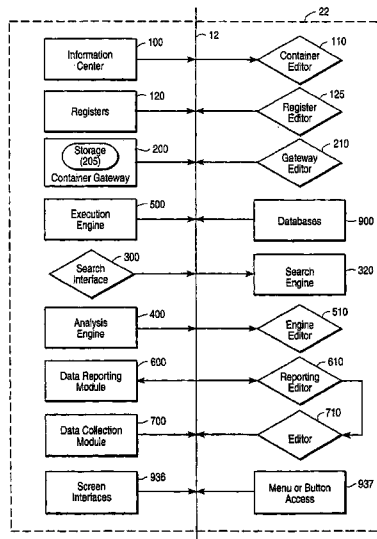 22
12
Information
Center
100
Container
Editor
110
Registers
120
Register
Editor
125
Storage
(205)
Container Gateway
200
Gateway
Editor
210
Execution
Engine
500
Databases
900
Search
Interface
300
Search
Engine
320
Analysis
Engine
400
Engine
Editor
510
Data Reporting
Module
600
Reporting
Editor
610
Data Collection
Module
700
Editor
710
Screen
Interfaces
936
Menu or Button
Access
937